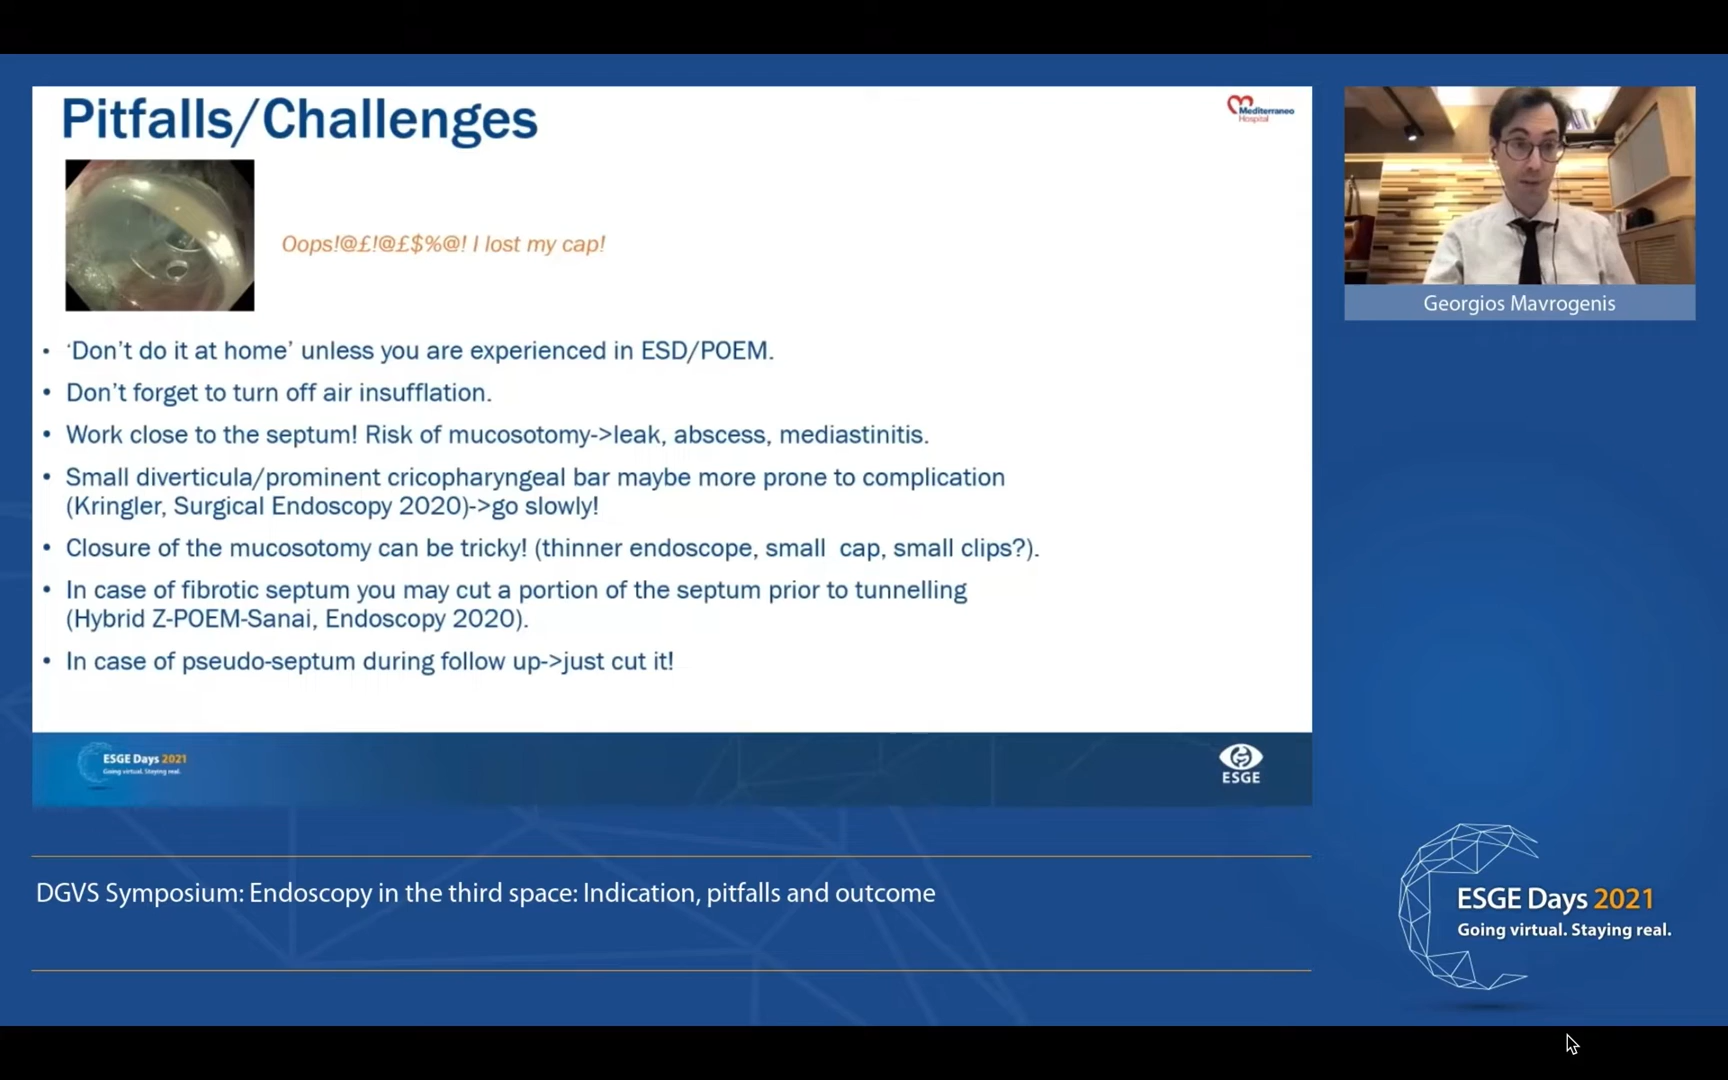 Pitfalls/Challenges
Mediterraneo
Hospital
Oops!@£!@£$%@! I lost my cap!
• ‘Don’t do it at home’ unless you are experienced in ESD/POEM.
• Don’t forget to turn off air insufflation.
• Work close to the septum! Risk of mucosotomy->leak, abscess, mediastinitis.
• Small diverticula/prominent cricopharyngeal bar maybe more prone to complication
(Kringler, Surgical Endoscopy 2020)->go slowly!
• Closure of the mucosotomy can be tricky! (thinner endoscope, small cap, small clips?).
• In case of fibrotic septum you may cut a portion of the septum prior to tunnelling
(Hybrid Z-POEM-Sanai, Endoscopy 2020).
• In case of pseudo-septum during follow up->just cut it!
ESGE Days 2021
Going virtual. Staying real.
ESGE
Georgios Mavrogenis
DGVS Symposium: Endoscopy in the third space: Indication, pitfalls and outcome
ESGE Days 2021
Going virtual. Staying real.